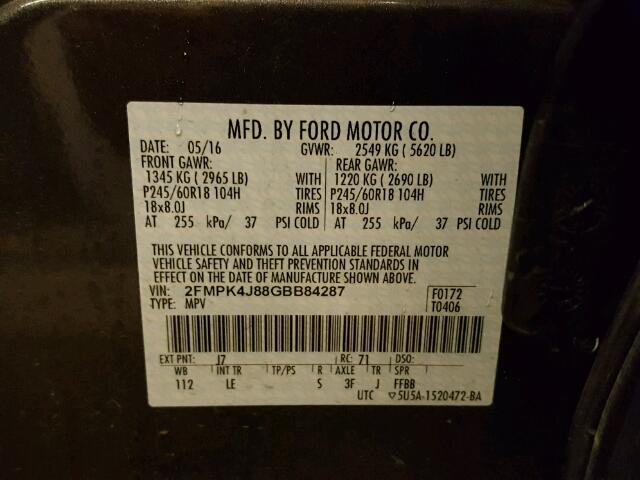 MFD. BY FORD MOTOR CO.
DATE: 05/16 GVWR: 2549 KG ( 5620 LB)
FRONT GAWR: REAR GAWR:
1345 KG ( 2965 LB) WITH 1220 KG ( 2690 LB) WITH
P245/60R18 104H TIRES P245/60R18 104H TIRES
18x8.0J RIMS 18x8.0J RIMS
AT 255 kPa/ 37 PSI COLD AT 255 kPa/ 37 PSI COLD
THIS VEHICLE CONFORMS TO ALL APPLICABLE FEDERAL MOTOR
VEHICLE SAFETY AND THEFT PREVENTION STANDARDS IN
EFFECT ON THE DATE OF MANUFACTURE SHOWN ABOVE.
VIN: 2FMPK4J88GBB84287 F0172
TYPE: MPV T0406
EXT PNT: J7 RC: 71 DSO:
WB INT TR TP/PS R AXLE TR SPR
112 LE S 3F J FFBB
UTC ▽5U5A-1520472-BA